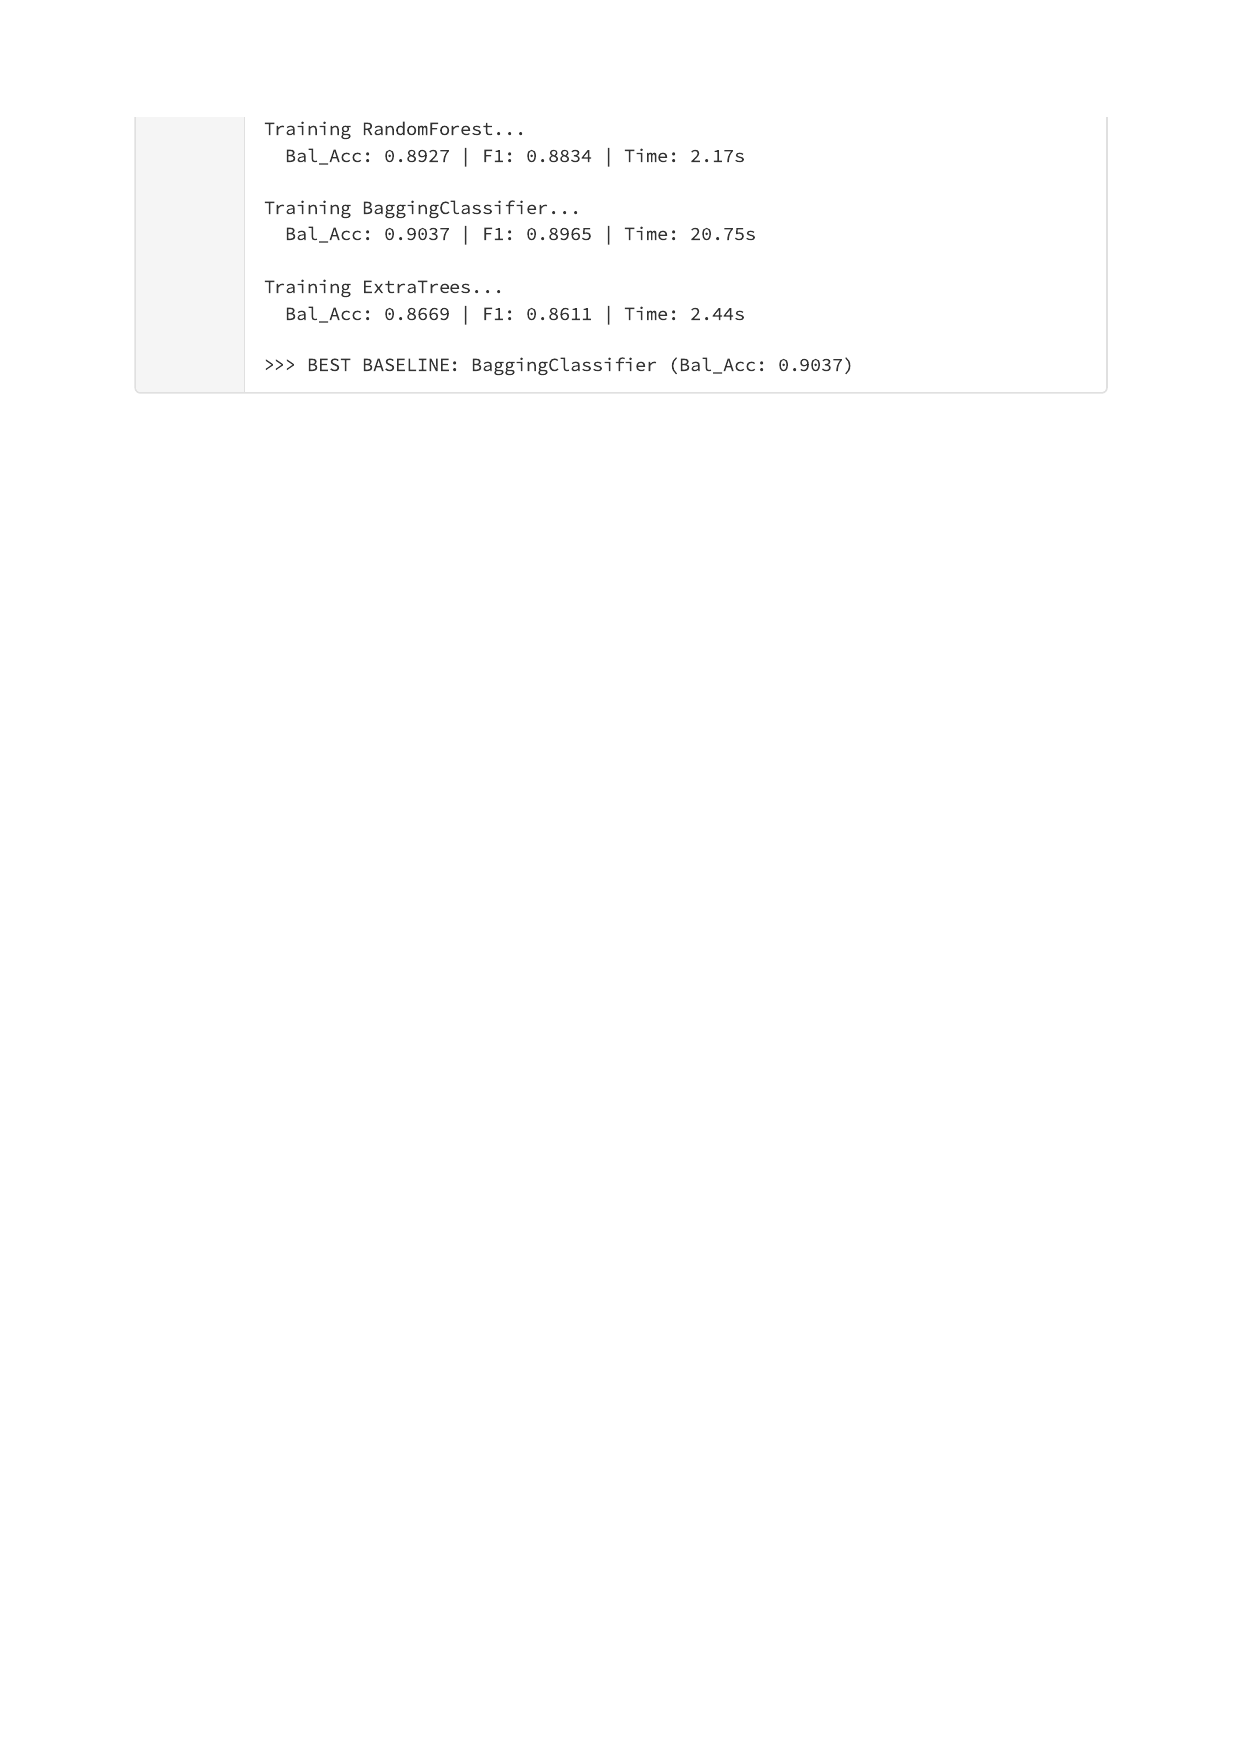 Training RandomForest...
  Bal_Acc: 0.8927 | F1: 0.8834 | Time: 2.17s
Training BaggingClassifier...
  Bal_Acc: 0.9037 | F1: 0.8965 | Time: 20.75s
Training ExtraTrees...
  Bal_Acc: 0.8669 | F1: 0.8611 | Time: 2.44s
>>> BEST BASELINE: BaggingClassifier (Bal_Acc: 0.9037)